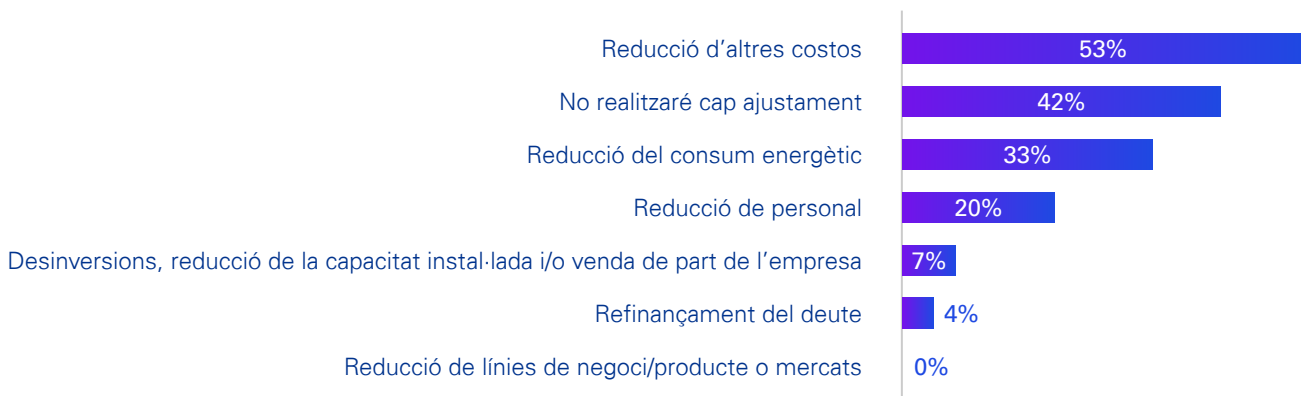 Reducció d’altres costos 53%
No realitzaré cap ajustament 42%
Reducció del consum energètic 33%
Reducció de personal 20%
Desinversions, reducció de la capacitat instal·lada i/o venda de part de l’empresa 7%
Refinançament del deute 4%
Reducció de línies de negoci/producte o mercats 0%